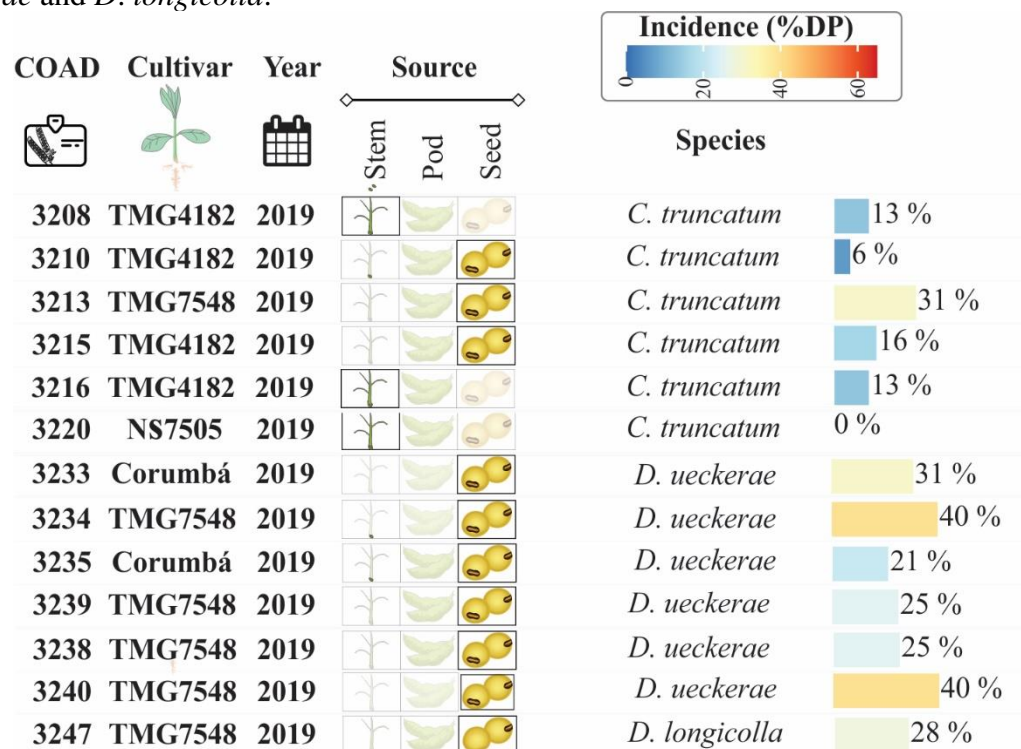 ae and D. longicolla.
Incidence (%DP)
0 20 40 60
COAD Cultivar Year Source
Stem Pod Seed Species
3208 TMG4182 2019 C. truncatum 13 %
3210 TMG4182 2019 C. truncatum 6 %
3213 TMG7548 2019 C. truncatum 31 %
3215 TMG4182 2019 C. truncatum 16 %
3216 TMG4182 2019 C. truncatum 13 %
3220 NS7505 2019 C. truncatum 0 %
3233 Corumbá 2019 D. ueckerae 31 %
3234 TMG7548 2019 D. ueckerae 40 %
3235 Corumbá 2019 D. ueckerae 21 %
3239 TMG7548 2019 D. ueckerae 25 %
3238 TMG7548 2019 D. ueckerae 25 %
3240 TMG7548 2019 D. ueckerae 40 %
3247 TMG7548 2019 D. longicolla 28 %